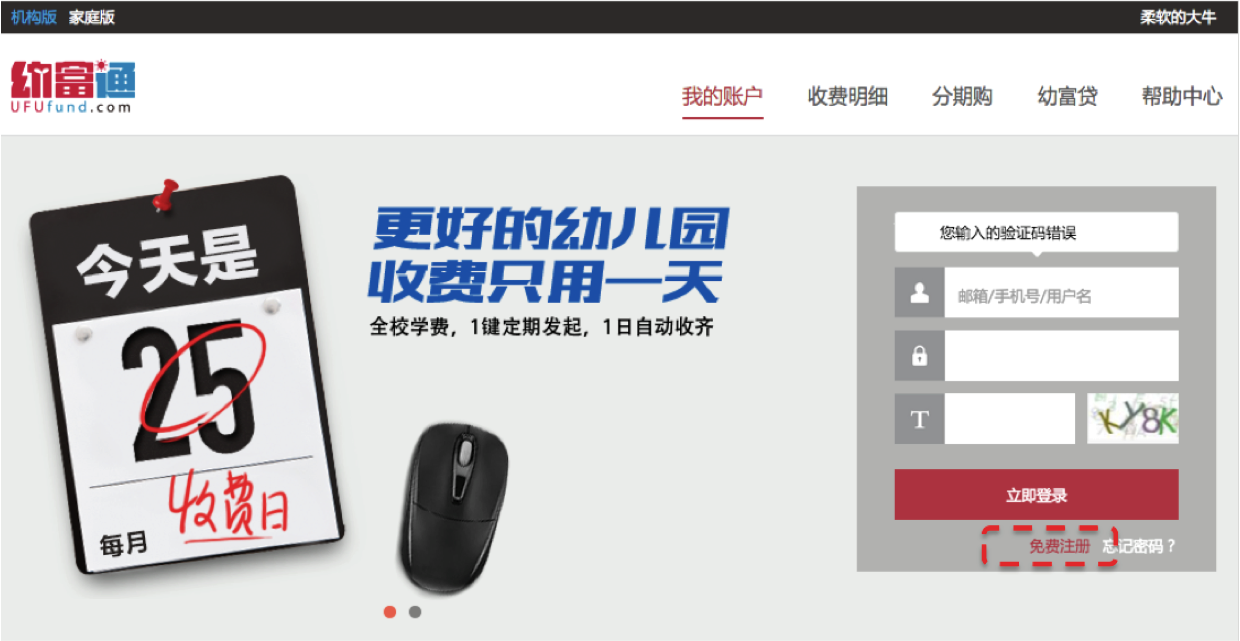 机构版 家庭版 柔软的大牛
幼富通
UFUfund.com
我的账户 收费明细 分期购 幼富贷 帮助中心
今天是
25
收费日
每月
更好的幼儿园
收费只用一天
全校学费，1键定期发起，1日自动收齐
您输入的验证码错误
邮箱/手机号/用户名
T
KY8K
立即登录
免费注册 忘记密码？